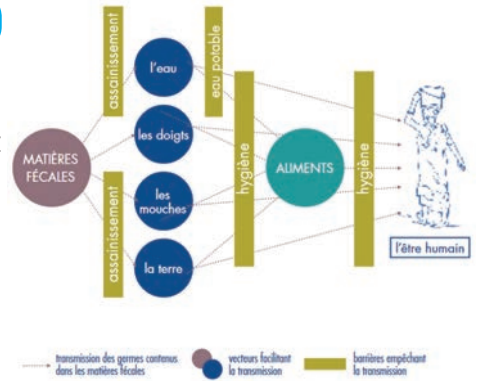 assainissement
l'eau
eau potable
les doigts
MATIÈRES
FÉCALES
hygiène
ALIMENTS
hygiène
assainissement
les
mouches
la terre
l'être humain
transmission des germes contenus
dans les matières fécales
vecteurs facilitant
la transmission
barrières empêchant
la transmission